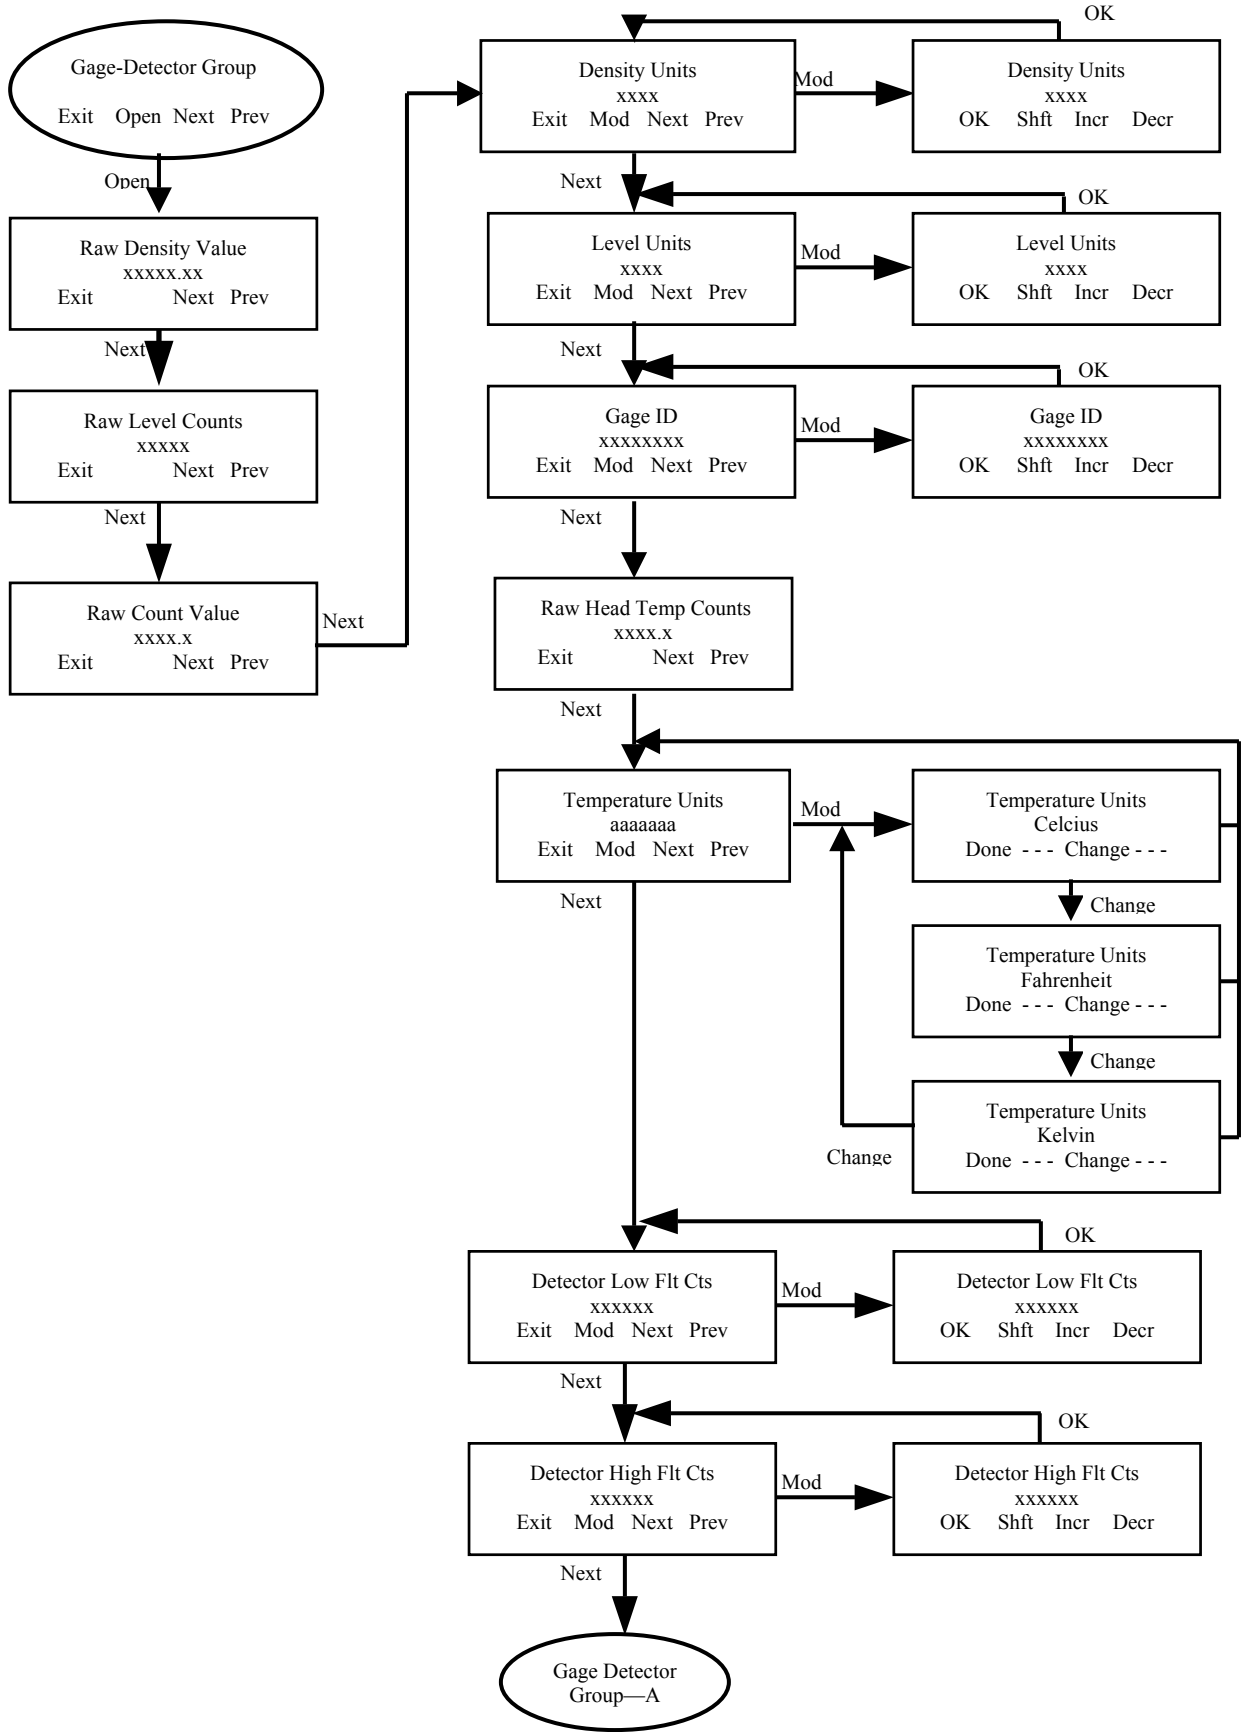 Gage-Detector Group
Exit Open Next Prev
Open
Raw Density Value
xxxxx.xx
Exit Next Prev
Next
Raw Level Counts
xxxxx
Exit Next Prev
Next
Raw Count Value
xxxx.x
Exit Next Prev
Next
OK
Density Units
xxxx
Exit Mod Next Prev
Mod
Density Units
xxxx
OK Shft Incr Decr
Next
OK
Level Units
xxxx
Exit Mod Next Prev
Mod
Level Units
xxxx
OK Shft Incr Decr
Next
OK
Gage ID
xxxxxxxx
Exit Mod Next Prev
Mod
Gage ID
xxxxxxxx
OK Shft Incr Decr
Next
Raw Head Temp Counts
xxxx.x
Exit Next Prev
Next
Temperature Units
aaaaaaa
Exit Mod Next Prev
Mod
Temperature Units
Celcius
Done - - - Change - - -
Next
Change
Temperature Units
Fahrenheit
Done - - - Change - - -
Change
Temperature Units
Kelvin
Done - - - Change - - -
Change
OK
Detector Low Flt Cts
xxxxxx
Exit Mod Next Prev
Mod
Detector Low Flt Cts
xxxxxx
OK Shft Incr Decr
Next
OK
Detector High Flt Cts
xxxxxx
Exit Mod Next Prev
Mod
Detector High Flt Cts
xxxxxx
OK Shft Incr Decr
Next
Gage Detector
Group—A